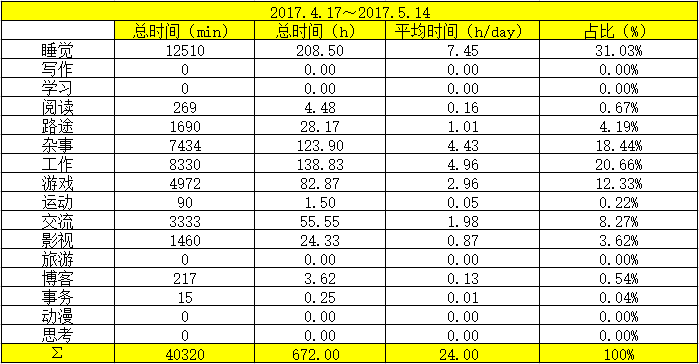 2017.4.17～2017.5.14
总时间(min) 总时间(h) 平均时间(h/day) 占比(%)
睡觉 12510 208.50 7.45 31.03%
写作 0 0.00 0.00 0.00%
学习 0 0.00 0.00 0.00%
阅读 269 4.48 0.16 0.67%
路途 1690 28.17 1.01 4.19%
杂事 7434 123.90 4.43 18.44%
工作 8330 138.83 4.96 20.66%
游戏 4972 82.87 2.96 12.33%
运动 90 1.50 0.05 0.22%
交流 3333 55.55 1.98 8.27%
影视 1460 24.33 0.87 3.62%
旅游 0 0.00 0.00 0.00%
博客 217 3.62 0.13 0.54%
事务 15 0.25 0.01 0.04%
动漫 0 0.00 0.00 0.00%
思考 0 0.00 0.00 0.00%
Σ 40320 672.00 24.00 100%